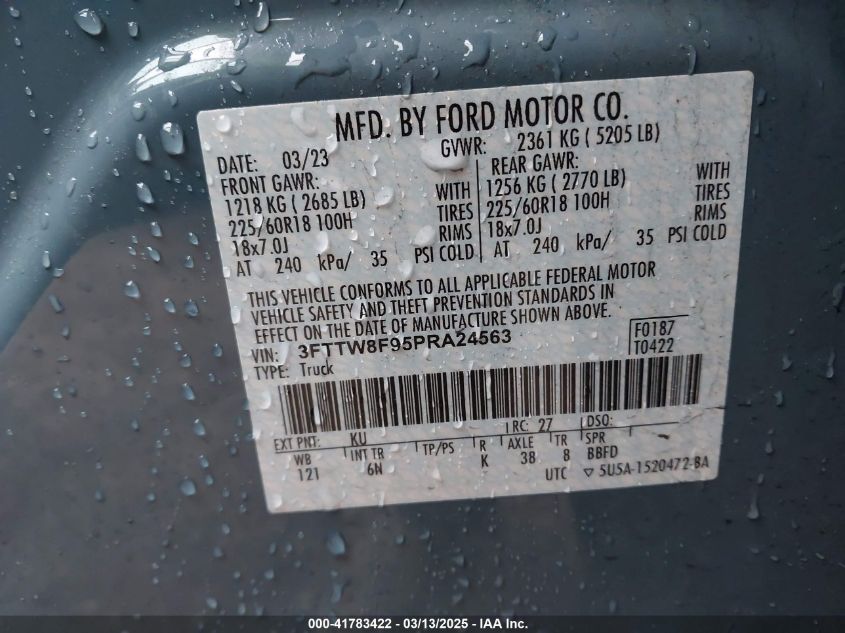 MFD. BY FORD MOTOR CO.
DATE: 03/23 GVWR: 2361 KG ( 5205 LB)
FRONT GAWR: REAR GAWR:
1218 KG ( 2685 LB) WITH 1256 KG ( 2770 LB) WITH
225/60R18 100H TIRES 225/60R18 100H TIRES
18x7.0J RIMS 18x7.0J RIMS
AT 240 kPa/ 35 PSI COLD AT 240 kPa/ 35 PSI COLD
THIS VEHICLE CONFORMS TO ALL APPLICABLE FEDERAL MOTOR
VEHICLE SAFETY AND THEFT PREVENTION STANDARDS IN
EFFECT ON THE DATE OF MANUFACTURE SHOWN ABOVE.
VIN: 3FTTW8F95PRA24563 F0187
TYPE: Truck T0422
EXT PNT: KU RC: 27 DSO:
WB INT TR TP/PS R AXLE TR SPR
121 6N K 38 8 BBFD
UTC ▽ 5U5A-1520472-BA
000-41783422 - 03/13/2025 - IAA Inc.